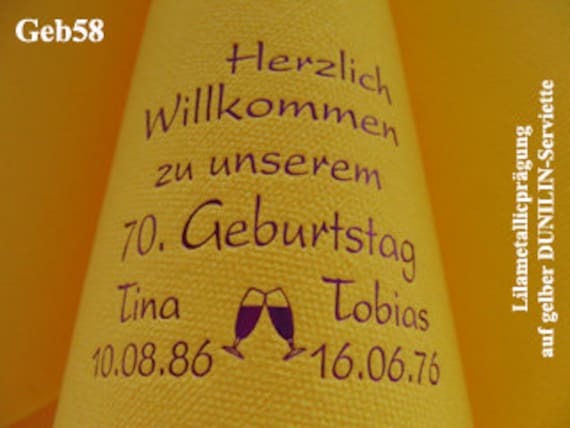 Geb58
Herzlich
Willkommen
zu unserem
70. Geburtstag
Tina Tobias
10.08.86 16.06.76
Lilametallicprägung
auf gelber DUNILIN-Serviette